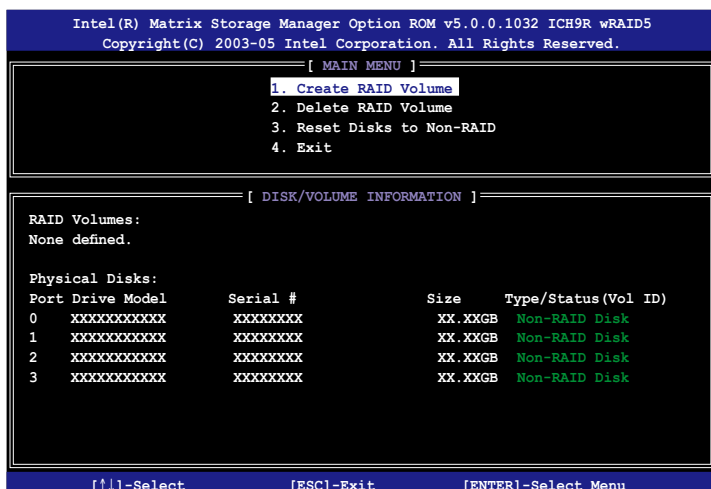 Intel(R) Matrix Storage Manager Option ROM v5.0.0.1032 ICH9R wRAID5
Copyright(C) 2003-05 Intel Corporation. All Rights Reserved.
[ MAIN MENU ]
1. Create RAID Volume
2. Delete RAID Volume
3. Reset Disks to Non-RAID
4. Exit
[ DISK/VOLUME INFORMATION ]
RAID Volumes:
None defined.
Physical Disks:
Port Drive Model Serial # Size Type/Status(Vol ID)
0 XXXXXXXXXXX XXXXXXXX XX.XXGB Non-RAID Disk
1 XXXXXXXXXXX XXXXXXXX XX.XXGB Non-RAID Disk
2 XXXXXXXXXXX XXXXXXXX XX.XXGB Non-RAID Disk
3 XXXXXXXXXXX XXXXXXXX XX.XXGB Non-RAID Disk
[↑↓]-Select [ESC]-Exit [ENTER]-Select Menu